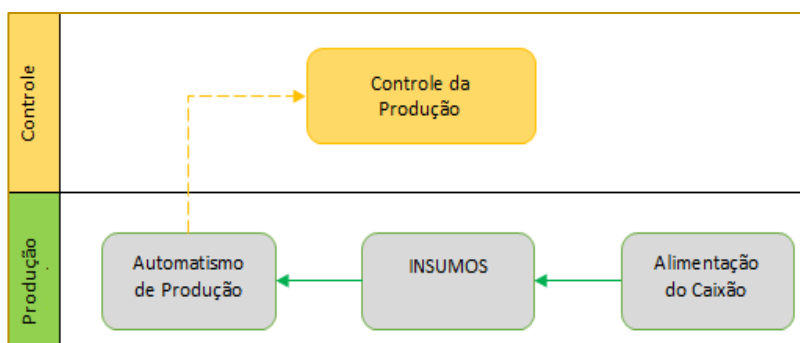 Controle
Controle da
Produção
Produção
Automatismo
de Produção
INSUMOS
Alimentação
do Caixão